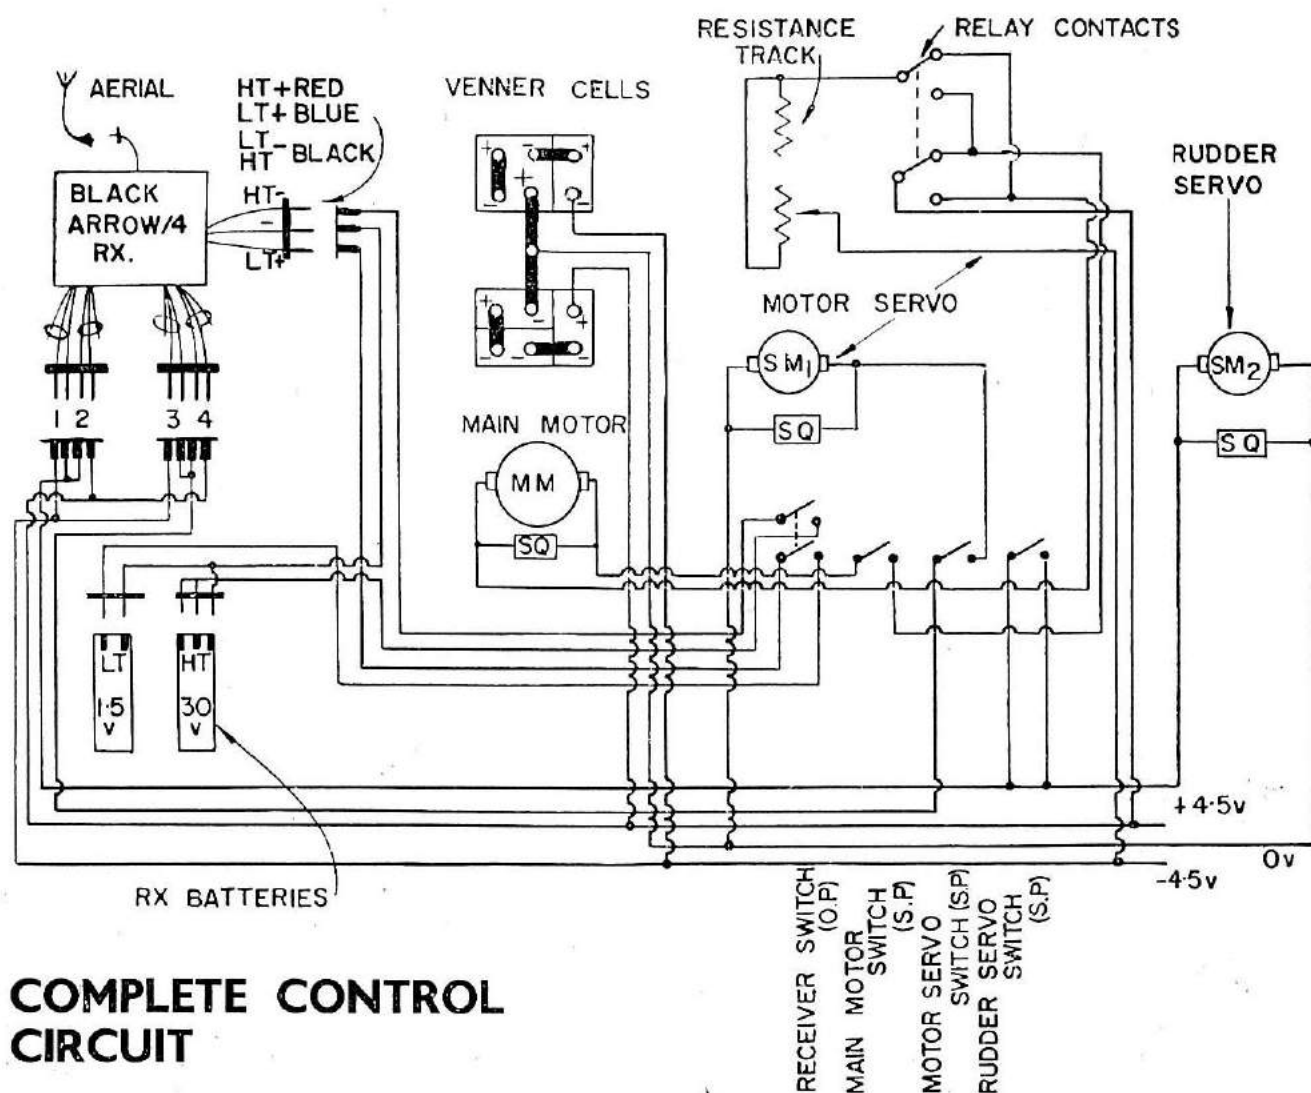 RESISTANCE
TRACK
RELAY CONTACTS
AERIAL
HT+RED
LT+BLUE
LT-
HT-BLACK
VENNER CELLS
RUDDER
SERVO
BLACK
ARROW/4
RX.
HT-
-
LT+
MOTOR SERVO
SM1
SM2
SQ
SQ
1 2 3 4
MAIN MOTOR
MM
SQ
LT
1·5
V
HT
30
V
+4·5v
0v
-4·5v
RX BATTERIES
RECEIVER SWITCH
(O.P)
MAIN MOTOR
SWITCH
(S.P)
MOTOR SERVO
SWITCH (S.P)
RUDDER SERVO
SWITCH
(S.P)
COMPLETE CONTROL
CIRCUIT